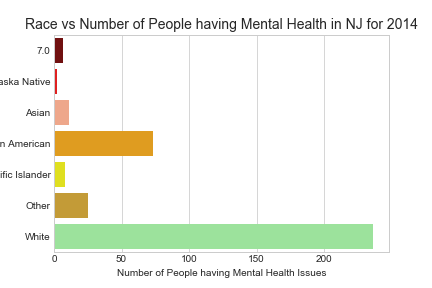 Race vs Number of People having Mental Health in NJ for 2014
7.0
aska Native
Asian
n American
ific Islander
Other
White
0 50 100 150 200
Number of People having Mental Health Issues